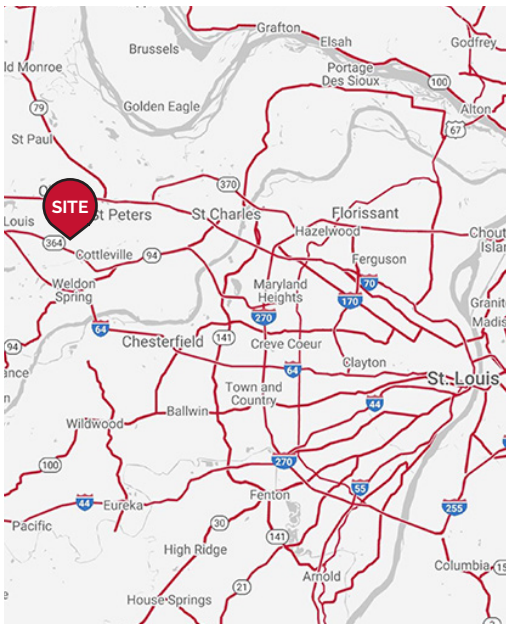 Grafton
Brussels
Elsah
Godfrey
ld Monroe
Portage
Des Sioux
100
79
Golden Eagle
Alton
67
St Paul
370
SITE
St Peters
St Charles
Florissant
Louis
Hazelwood
Chout
Islan
364
Cottleville
94
Ferguson
70
Weldon
Spring
Maryland
Heights
170
Granit
Madis
270
64
94
Chesterfield
141
Creve Coeur
ance
64
Clayton
St. Louis
n
Town and
Country
44
Wildwood
Ballwin
100
270
55
44
Eureka
Fenton
255
Pacific
30
141
High Ridge
Columbia
15
Arnold
21
House Springs
3
e